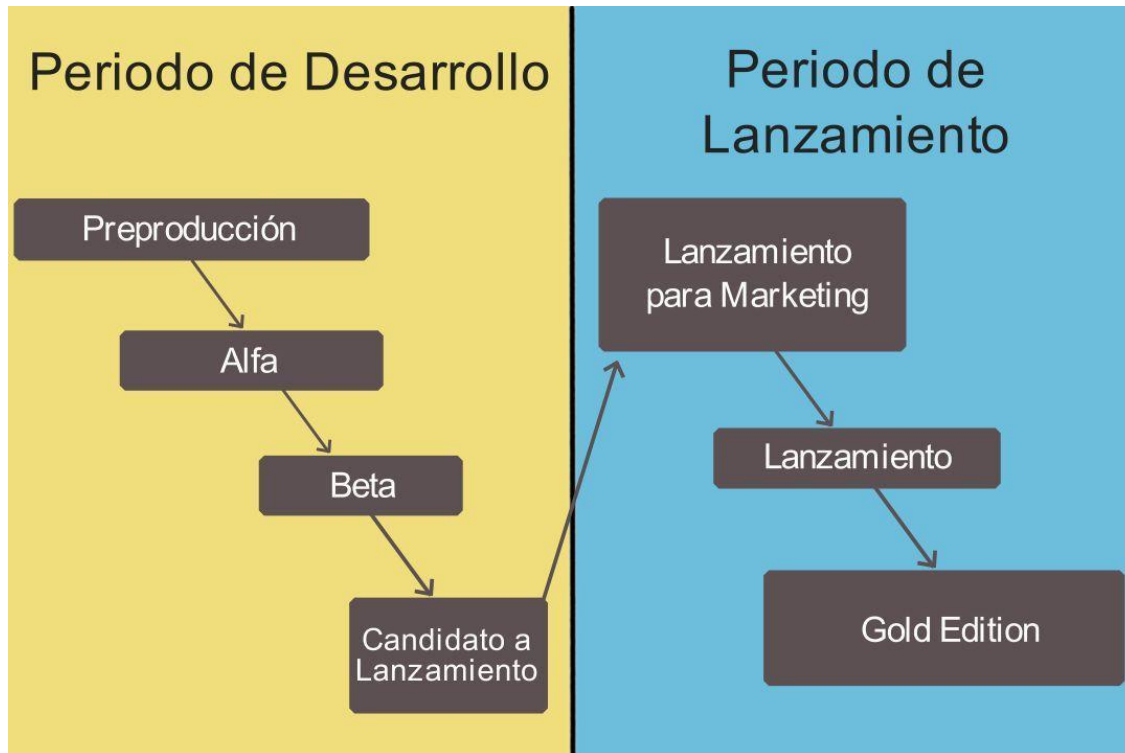 Periodo de Desarrollo
Preproducción
Alfa
Beta
Candidato a
Lanzamiento
Periodo de
Lanzamiento
Lanzamiento
para Marketing
Lanzamiento
Gold Edition